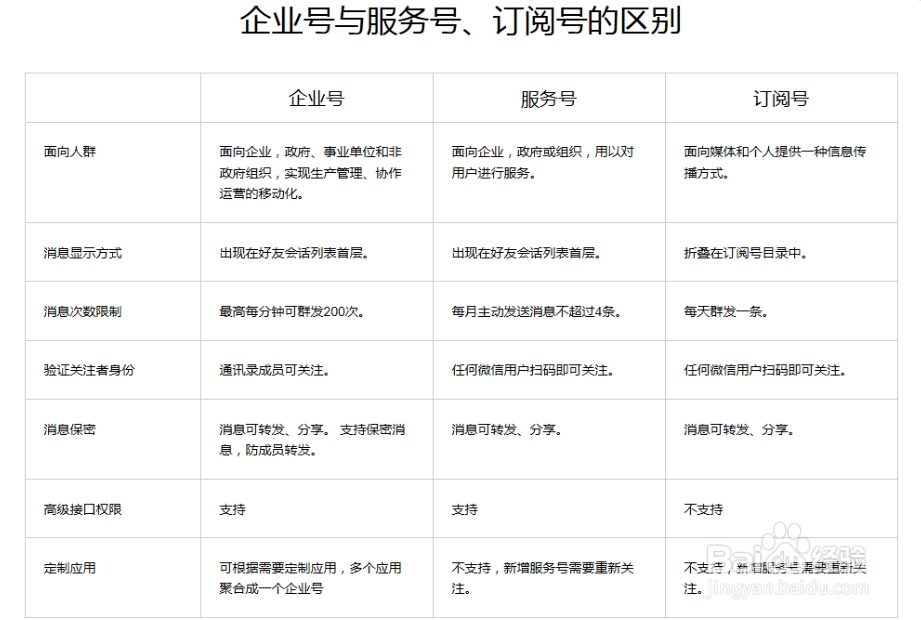 企业号与服务号、订阅号的区别
企业号 服务号 订阅号
面向人群 面向企业，政府、事业单位和非 面向企业，政府或组织，用以对 面向媒体和个人提供一种信息传
政府组织，实现生产管理、协作 用户进行服务。 播方式。
运营的移动化。
消息显示方式 出现在好友会话列表首层。 出现在好友会话列表首层。 折叠在订阅号目录中。
消息次数限制 最高每分钟可群发200次。 每月主动发送消息不超过4条。 每天群发一条。
验证关注者身份 通讯录成员可关注。 任何微信用户扫码即可关注。 任何微信用户扫码即可关注。
消息保密 消息可转发、分享。 支持保密消 消息可转发、分享。 消息可转发、分享。
息，防成员转发。
高级接口权限 支持 支持 不支持
定制应用 可根据需要定制应用，多个应用 不支持，新增服务号需要重新关 不支持，新增服务号需要重新关
聚合成一个企业号 注。 注。
Baidu 经验
jingyan.baidu.com